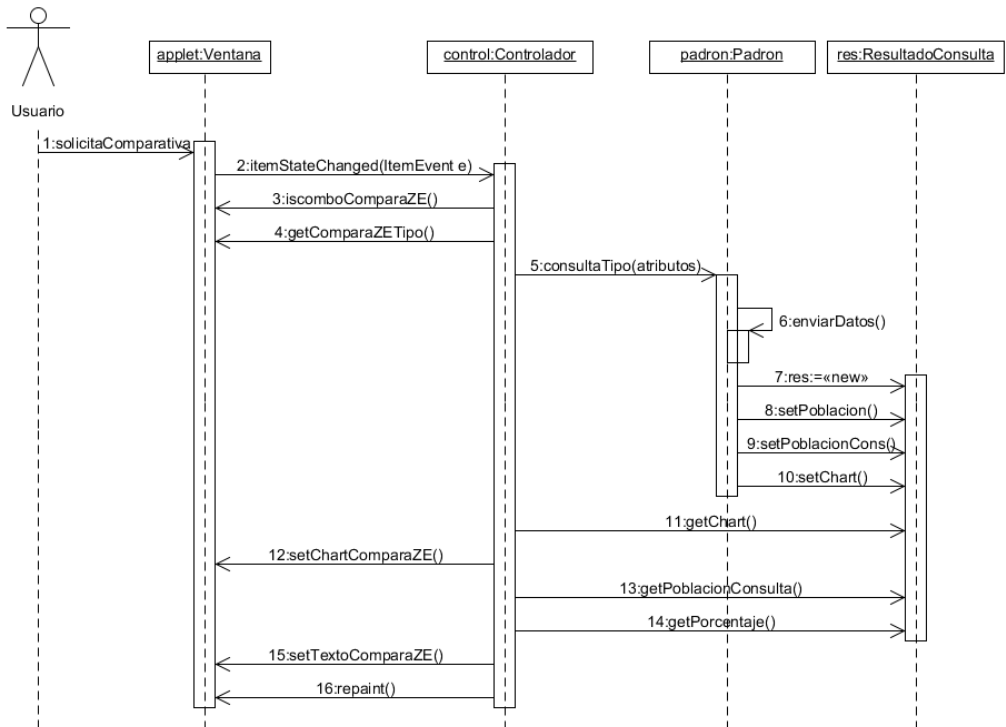 applet:Ventana
control:Controlador
padron:Padron
res:ResultadoConsulta
Usuario
1:solicitaComparativa
2:itemStateChanged(ItemEvent e)
3:iscomboComparaZE()
4:getComparaZETipo()
5:consultaTipo(atributos)
6:enviarDatos()
7:res:=«new»
8:setPoblacion()
9:setPoblacionCons()
10:setChart()
11:getChart()
12:setChartComparaZE()
13:getPoblacionConsulta()
14:getPorcentaje()
15:setTextoComparaZE()
16:repaint()